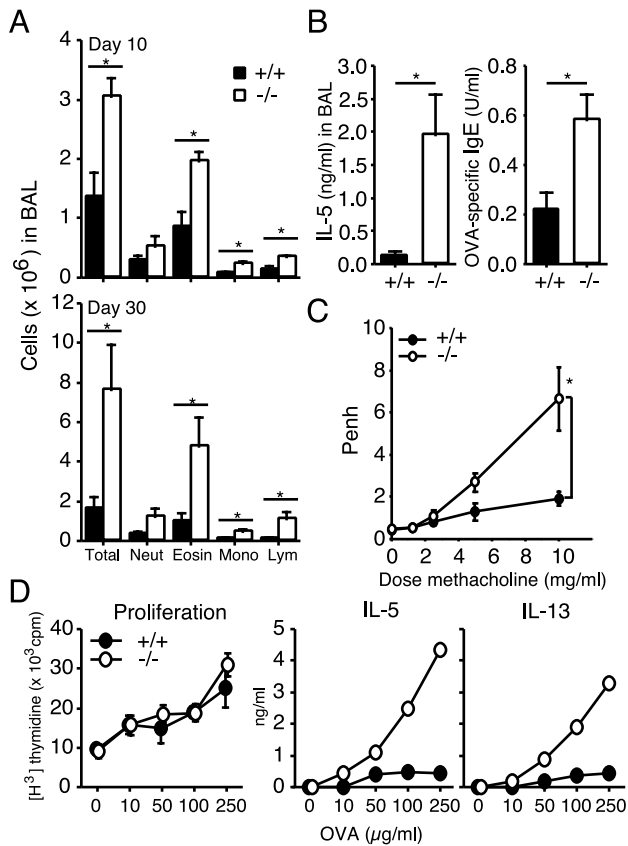 A
Day 10
*
+/+
-/-
*
*
*
4
3
2
1
0
Day 30
*
*
*
*
12
10
8
6
4
2
0
Cells (x 10⁶) in BAL
Total Neut Eosin Mono Lym
B
IL-5 (ng/ml) in BAL
3.0
2.5
2.0
1.5
1.0
0.5
0.0
*
+/+ -/-
OVA-specific IgE (U/ml)
0.8
0.6
0.4
0.2
0.0
*
+/+ -/-
C
+/+
-/-
10
8
6
4
2
0
Penh
*
0 2 4 6 8 10
Dose methacholine (mg/ml)
D
Proliferation
+/+
-/-
[H³] thymidine (x 10³cpm)
40
30
20
10
0
0 10 50 100 250
IL-5
ng/ml
5
4
3
2
1
0
0 10 50 100 250
IL-13
0 10 50 100 250
OVA (µg/ml)